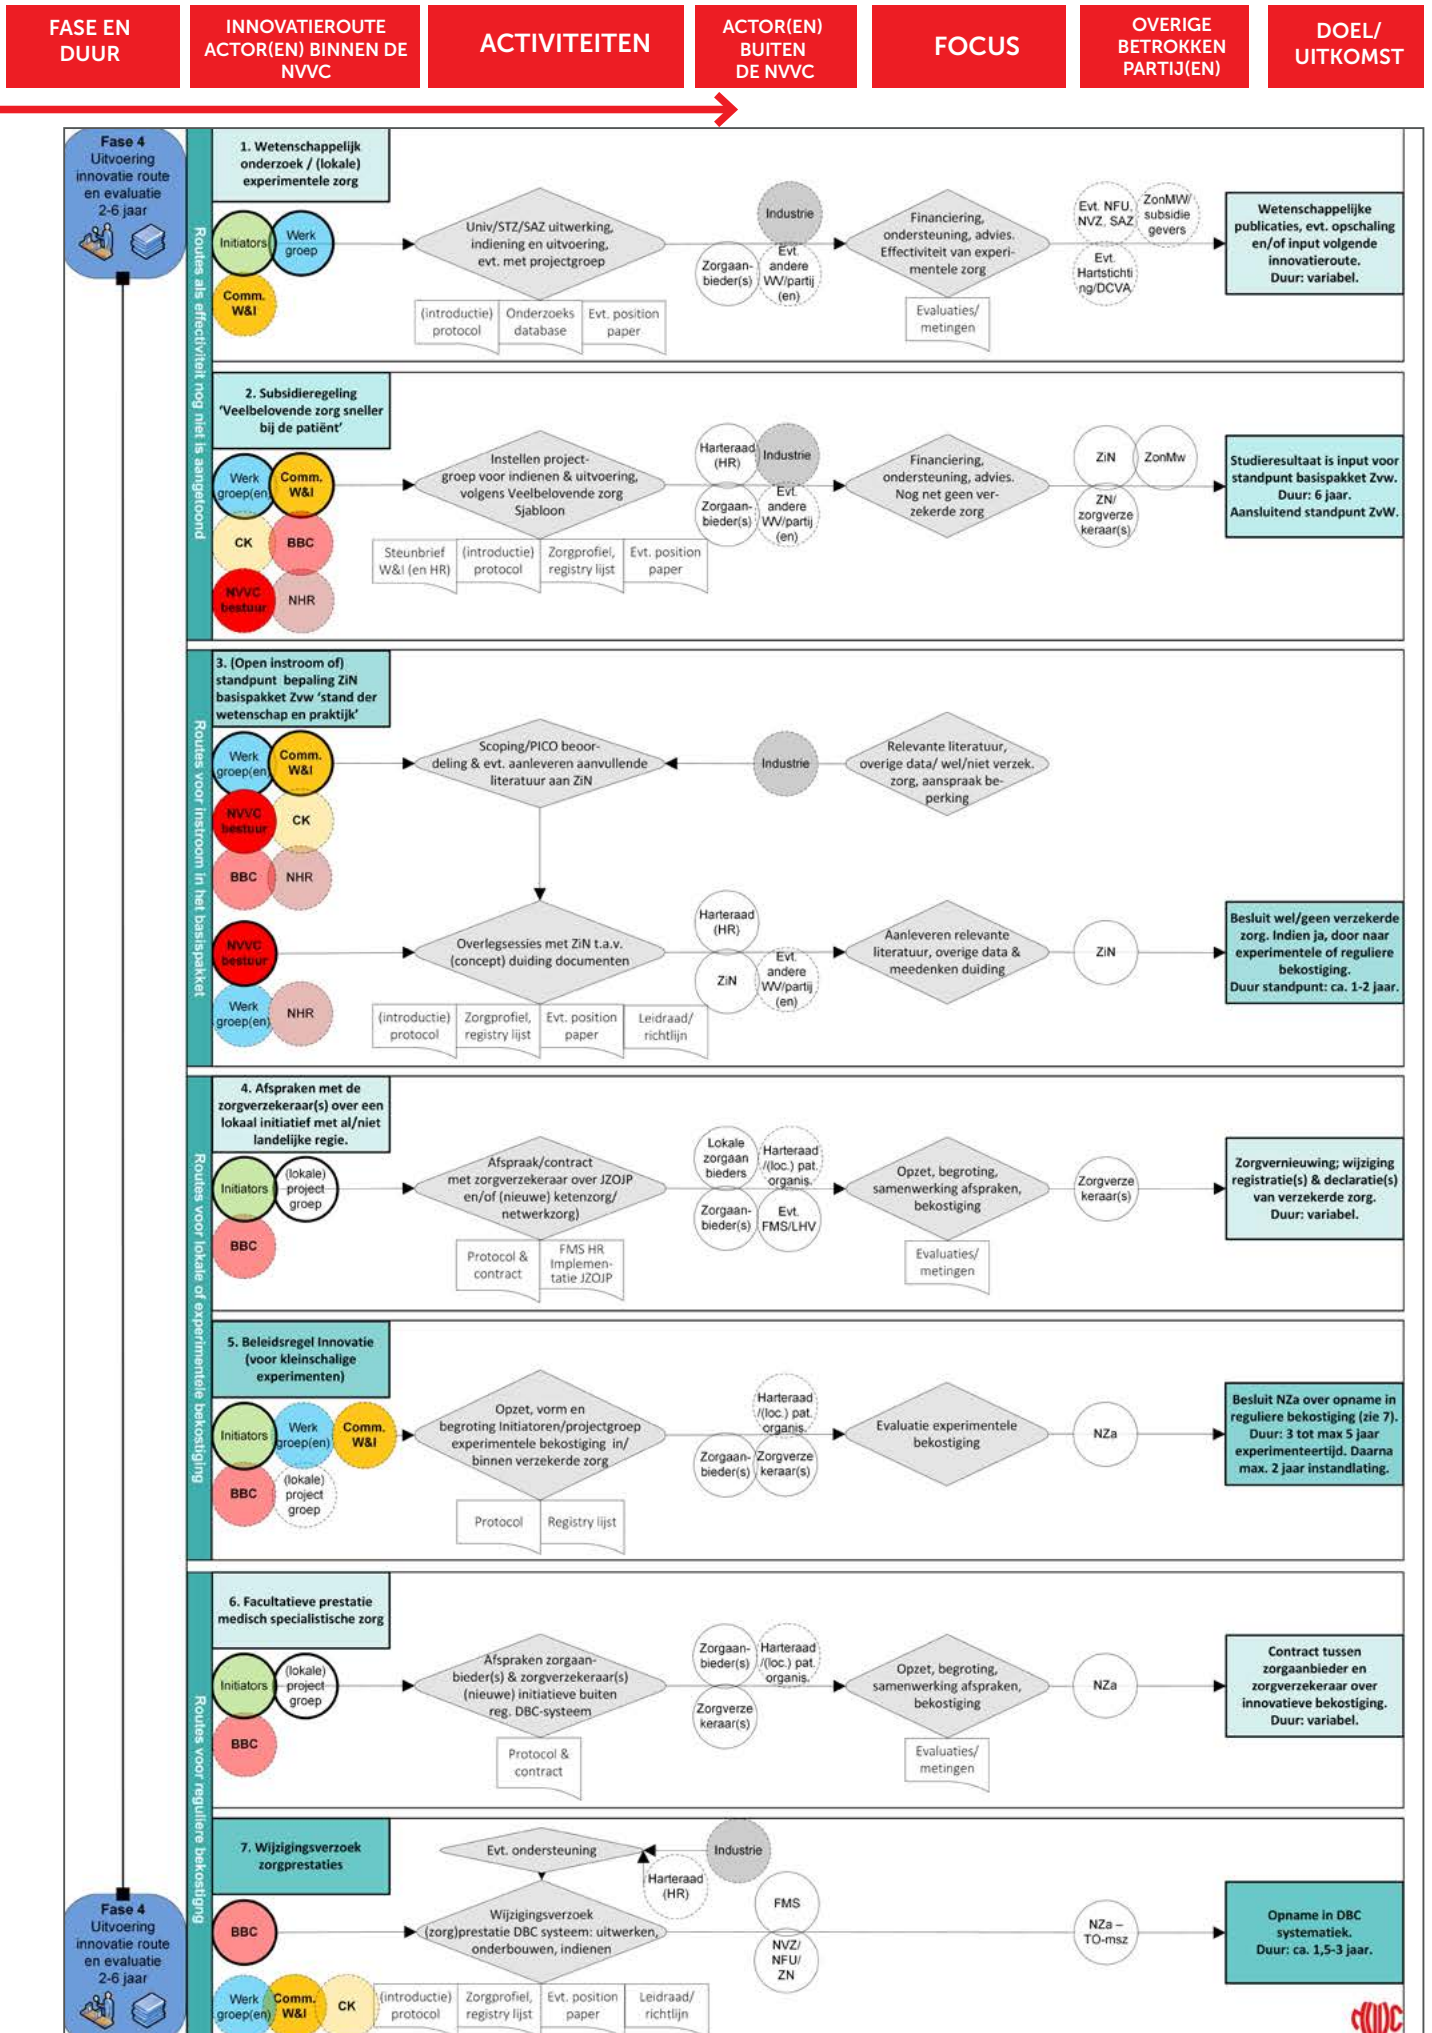 FASE EN
DUUR
INNOVATIEROUTE
ACTOR(EN) BINNEN DE
NVVC
ACTIVITEITEN
ACTOR(EN)
BUITEN
DE NVVC
FOCUS
OVERIGE
BETROKKEN
PARTIJ(EN)
DOEL/
UITKOMST
Fase 4
Uitvoering
innovatie route
en evaluatie
2-6 jaar
Routes als effectiviteit nog niet is aangetoond
1. Wetenschappelijk
onderzoek / (lokale)
experimentele zorg
Initiators
Werk
groep
Comm.
W&I
Univ/STZ/SAZ uitwerking,
indiening en uitvoering,
evt. met projectgroep
(introductie)
protocol
Onderzoeks
database
Evt. position
paper
Industrie
Zorgaan-
bieder(s)
Evt.
andere
WV/partij
(en)
Financiering,
ondersteuning, advies.
Effectiviteit van experi-
mentele zorg
Evaluaties/
metingen
Evt. NFU,
NVZ, SAZ
ZonMW/
subsidie
gevers
Evt.
Hartstichti
ng/DCVA
Wetenschappelijke
publicaties, evt. opschaling
en/of input volgende
innovatieroute.
Duur: variabel.
2. Subsidieregeling
‘Veelbelovende zorg sneller
bij de patiënt’
Werk
groep(en)
Comm.
W&I
CK
BBC
NVVC
bestuur
NHR
Instellen project-
groep voor indienen & uitvoering,
volgens Veelbelovende zorg
Sjabloon
Steunbrief
W&I (en HR)
(introductie)
protocol
Zorgprofiel,
registry lijst
Evt. position
paper
Harteraad
(HR)
Industrie
Zorgaan-
bieder(s)
Evt.
andere
WV/partij
(en)
Financiering,
ondersteuning, advies.
Nog net geen ver-
zekerde zorg
ZiN
ZonMw
ZN/
zorgverze
keraar(s)
Studieresultaat is input voor
standpunt basispakket Zvw.
Duur: 6 jaar.
Aansluitend standpunt ZvW.
Routes voor instroom in het basispakket
3. (Open instroom of)
standpunt bepaling ZiN
basispakket Zvw ‘stand der
wetenschap en praktijk’
Werk
groep(en)
Comm.
W&I
NVVC
bestuur
CK
BBC
NHR
Scoping/PICO beoor-
deling & evt. aanleveren aanvullende
literatuur aan ZiN
Industrie
Relevante literatuur,
overige data/ wel/niet verzek.
zorg, aanspraak be-
perking
NVVC
bestuur
Werk
groep(en)
NHR
Overlegsessies met ZiN t.a.v.
(concept) duiding documenten
(introductie)
protocol
Zorgprofiel,
registry lijst
Evt. position
paper
Leidraad/
richtlijn
Harteraad
(HR)
ZiN
Evt.
andere
WV/partij
(en)
Aanleveren relevante
literatuur, overige data &
meedenken duiding
ZiN
Besluit wel/geen verzekerde
zorg. Indien ja, door naar
experimentele of reguliere
bekostiging.
Duur standpunt: ca. 1-2 jaar.
Routes voor lokale of experimentele bekostiging
4. Afspraken met de
zorgverzekeraar(s) over een
lokaal initiatief met al/niet
landelijke regie.
Initiators
(lokale)
project
groep
BBC
Afspraak/contract
met zorgverzekeraar over JZOJP
en/of (nieuwe) ketenzorg/
netwerkzorg)
Protocol &
contract
FMS HR
Implemen-
tatie JZOJP
Lokale
zorgaan
bieders
Harteraad
/(loc.) pat.
organis.
Zorgaan-
bieder(s)
Evt.
FMS/LHV
Opzet, begroting,
samenwerking afspraken,
bekostiging
Evaluaties/
metingen
Zorgverze
keraar(s)
Zorgvernieuwing; wijziging
registratie(s) & declaratie(s)
van verzekerde zorg.
Duur: variabel.
5. Beleidsregel Innovatie
(voor kleinschalige
experimenten)
Initiators
Werk
groep(en)
Comm.
W&I
BBC
(lokale)
project
groep
Opzet, vorm en
begroting Initiatoren/projectgroep
experimentele bekostiging in/
binnen verzekerde zorg
Protocol
Registry lijst
Harteraad
/(loc.) pat.
organis.
Zorgaan-
bieder(s)
Zorgverze
keraar(s)
Evaluatie experimentele
bekostiging
NZa
Besluit NZa over opname in
reguliere bekostiging (zie 7).
Duur: 3 tot max 5 jaar
experimenteertijd. Daarna
max. 2 jaar instandlating.
Routes voor reguliere bekostigng
6. Facultatieve prestatie
medisch specialistische zorg
Initiators
(lokale)
project
groep
BBC
Afspraken zorgaan-
bieder(s) & zorgverzekeraar(s)
(nieuwe) initiatieve buiten
reg. DBC-systeem
Protocol &
contract
Zorgaan-
bieder(s)
Harteraad
/(loc.) pat.
organis.
Zorgverze
keraar(s)
Opzet, begroting,
samenwerking afspraken,
bekostiging
Evaluaties/
metingen
NZa
Contract tussen
zorgaanbieder en
zorgverzekeraar over
innovatieve bekostiging.
Duur: variabel.
7. Wijzigingsverzoek
zorgprestaties
Evt. ondersteuning
Industrie
Harteraad
(HR)
BBC
Wijzigingsverzoek
(zorg)prestatie DBC systeem: uitwerken,
onderbouwen, indienen
FMS
NVZ/
NFU/
ZN
NZa –
TO-msz
Opname in DBC
systematiek.
Duur: ca. 1,5-3 jaar.
Werk
groep(en)
Comm.
W&I
CK
(introductie)
protocol
Zorgprofiel,
registry lijst
Evt. position
paper
Leidraad/
richtlijn
Fase 4
Uitvoering
innovatie route
en evaluatie
2-6 jaar
nvvc